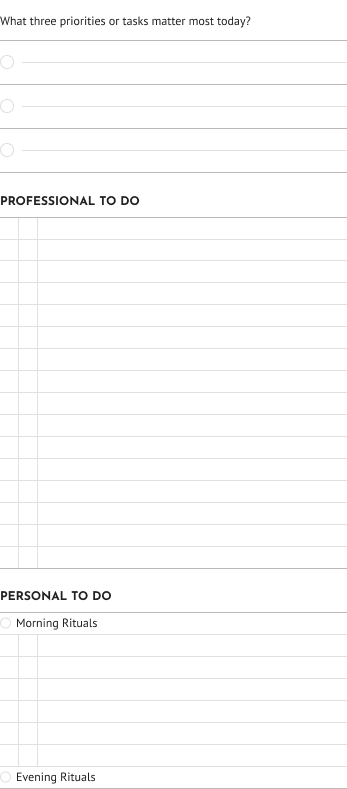 What three priorities or tasks matter most today?
PROFESSIONAL TO DO
PERSONAL TO DO
Morning Rituals
Evening Rituals